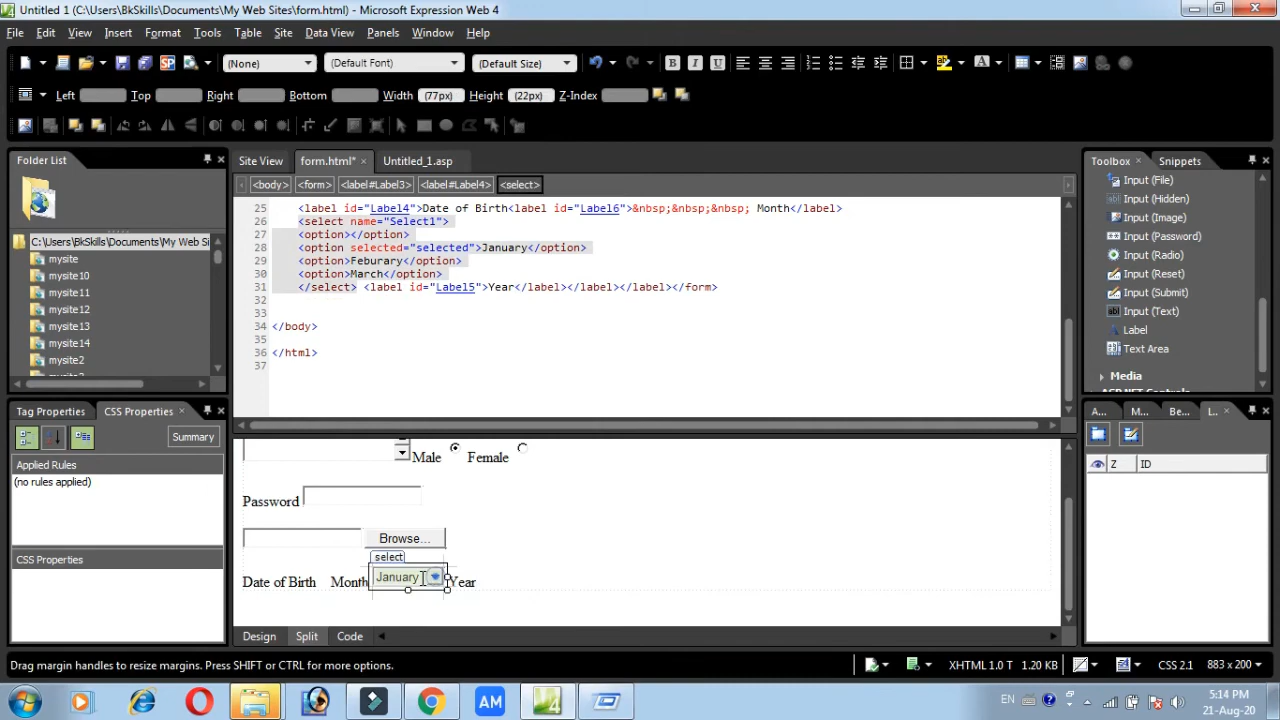 Untitled 1 (C:\Users\BkSkills\Documents\My Web Sites\form.html) - Microsoft Expression Web 4
File Edit View Insert Format Tools Table Site Data View Panels Window Help
(None) (Default Font) (Default Size) B I U A
Left Top Right Bottom Width (77px) Height (22px) Z-Index
Folder List
Site View form.html* Untitled_1.asp
Toolbox Snippets
<body> <form> <label#Label3> <label#Label4> <select>
C:\Users\BkSkills\Documents\My Web Si
mysite
mysite10
mysite11
mysite12
mysite13
mysite14
mysite2
25 <label id="Label4">Date of Birth<label id="Label6">&nbsp;&nbsp;&nbsp; Month</label>
26 <select name="Select1">
27 <option></option>
28 <option selected="selected">January</option>
29 <option>Feburary</option>
30 <option>March</option>
31 </select> <label id="Label5">Year</label></label></label></form>
32
33
34 </body>
35
36 </html>
37
Input (File)
Input (Hidden)
Input (Image)
Input (Password)
Input (Radio)
Input (Reset)
Input (Submit)
Input (Text)
Label
Text Area
Media
Tag Properties CSS Properties
Summary
Applied Rules
(no rules applied)
CSS Properties
Male Female
Password
Browse...
select
Date of Birth Month January Year
A... M... Be... L..
Z ID
Design Split Code
Drag margin handles to resize margins. Press SHIFT or CTRL for more options.
XHTML 1.0 T 1.20 KB CSS 2.1 883 x 200
AM
EN
5:14 PM
21-Aug-20